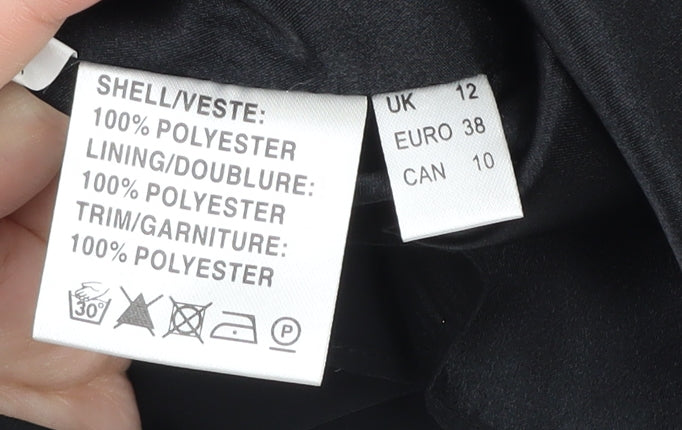 SHELL/VESTE:
100% POLYESTER
LINING/DOUBLURE:
100% POLYESTER
TRIM/GARNITURE:
100% POLYESTER
30°
P
UK 12
EURO 38
CAN 10